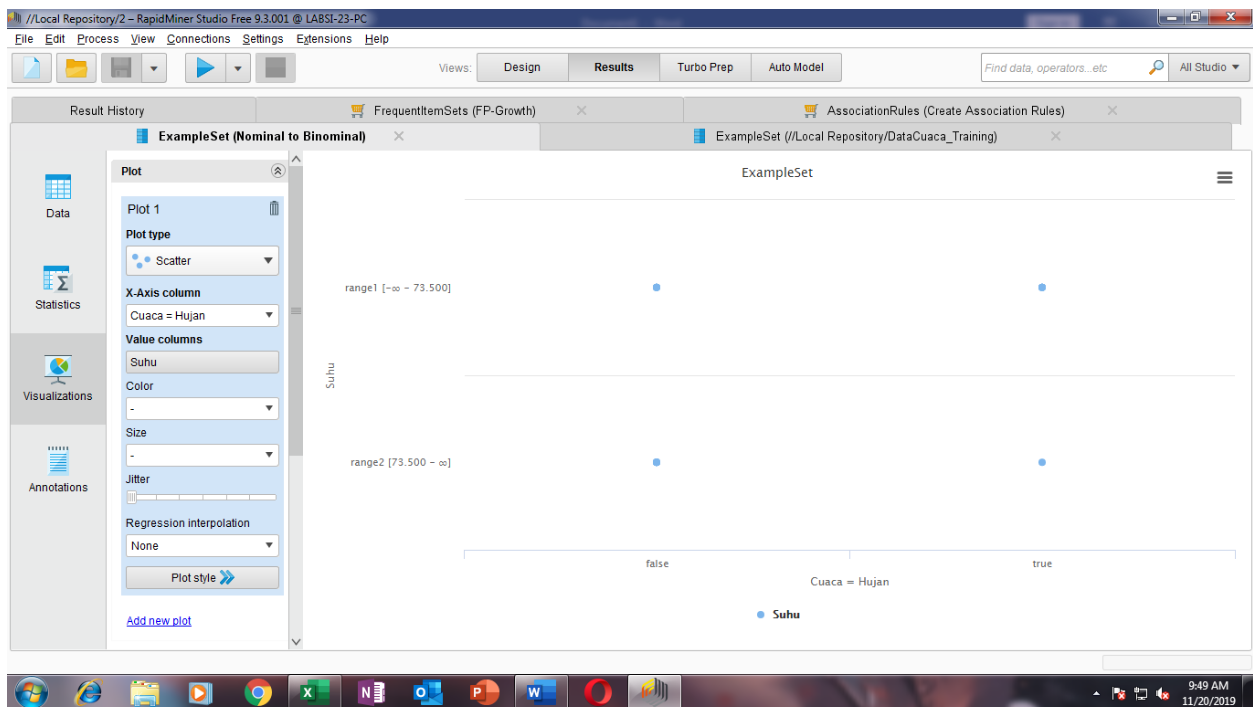 //Local Repository/2 – RapidMiner Studio Free 9.3.001 @ LABSI-23-PC
File Edit Process View Connections Settings Extensions Help
Views: Design Results Turbo Prep Auto Model Find data, operators...etc All Studio
Result History FrequentItemSets (FP-Growth) AssociationRules (Create Association Rules)
ExampleSet (Nominal to Binominal) ExampleSet (//Local Repository/DataCuaca_Training)
Data
Statistics
Visualizations
Annotations
Plot
Plot 1
Plot type
Scatter
X-Axis column
Cuaca = Hujan
Value columns
Suhu
Color
-
Size
-
Jitter
Regression interpolation
None
Plot style
Add new plot
ExampleSet
range1 [-∞ – 73.500]
Suhu
range2 [73.500 – ∞]
false true
Cuaca = Hujan
Suhu
9:49 AM
11/20/2019